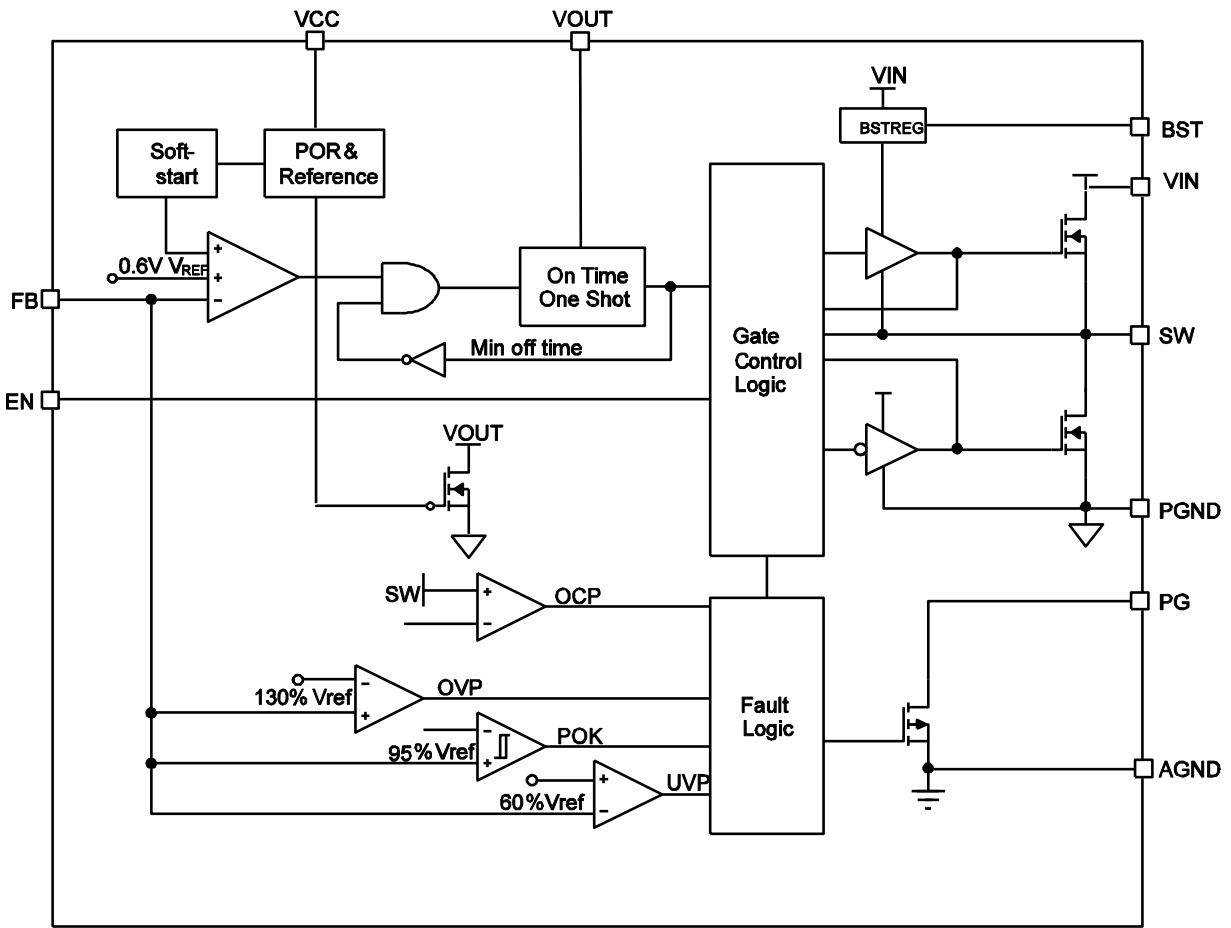 VCC
VOUT
VIN
BSTREG
BST
Soft-
start
POR &
Reference
VIN
0.6V VREF
+
+
−
On Time
One Shot
FB
Gate
Control
Logic
SW
Min off time
EN
VOUT
PGND
SW
+
−
OCP
PG
130% Vref
−
+
OVP
Fault
Logic
95% Vref
−
+
POK
60%Vref
+
−
UVP
AGND